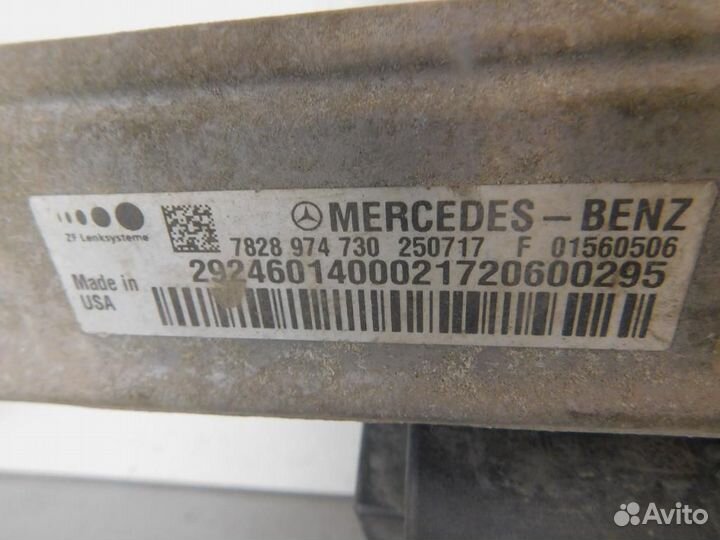 ZF Lenksysteme
MERCEDES-BENZ
7828 974 730 250717 F 01560506
Made in
USA
2924601400021720600295
Avito